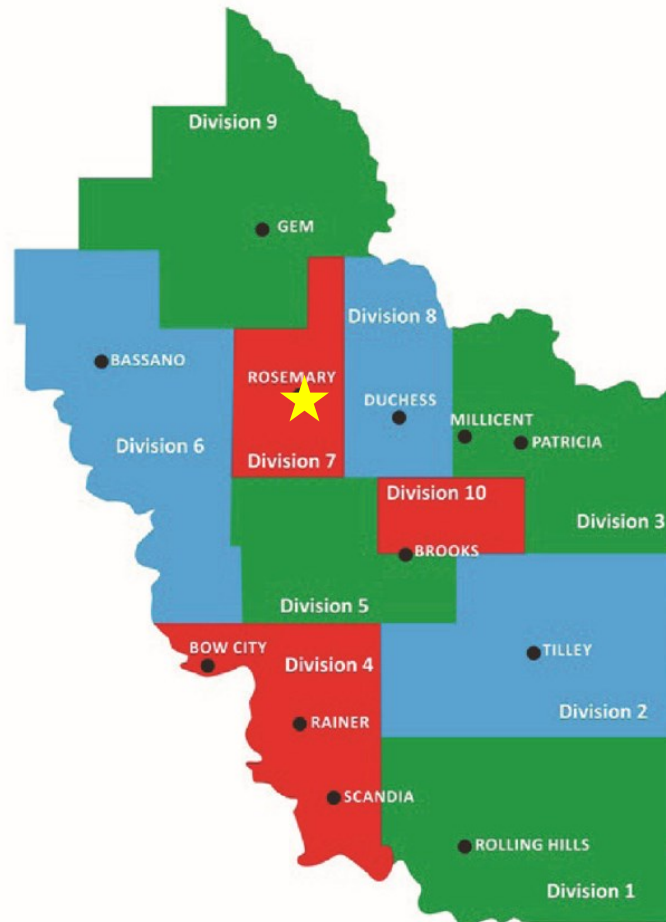 Division 9
GEM
Division 8
BASSANO
ROSEMARY
DUCHESS
MILLICENT
PATRICIA
Division 6
Division 7
Division 10
Division 3
BROOKS
Division 5
BOW CITY
Division 4
TILLEY
Division 2
RAINER
SCANDIA
ROLLING HILLS
Division 1